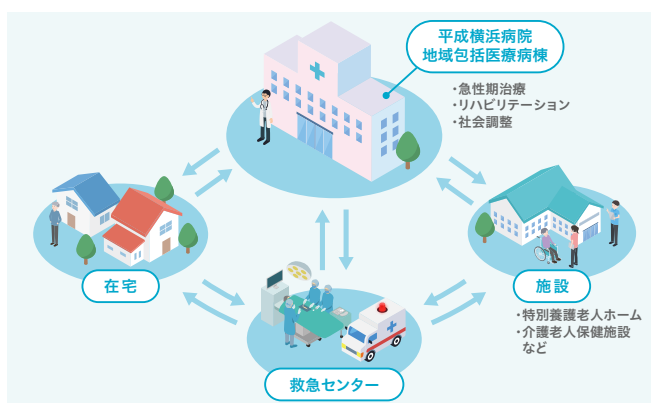 平成横浜病院
地域包括医療病棟
・急性期治療
・リハビリテーション
・社会調整
在宅
施設
・特別養護老人ホーム
・介護老人保健施設
など
救急センター